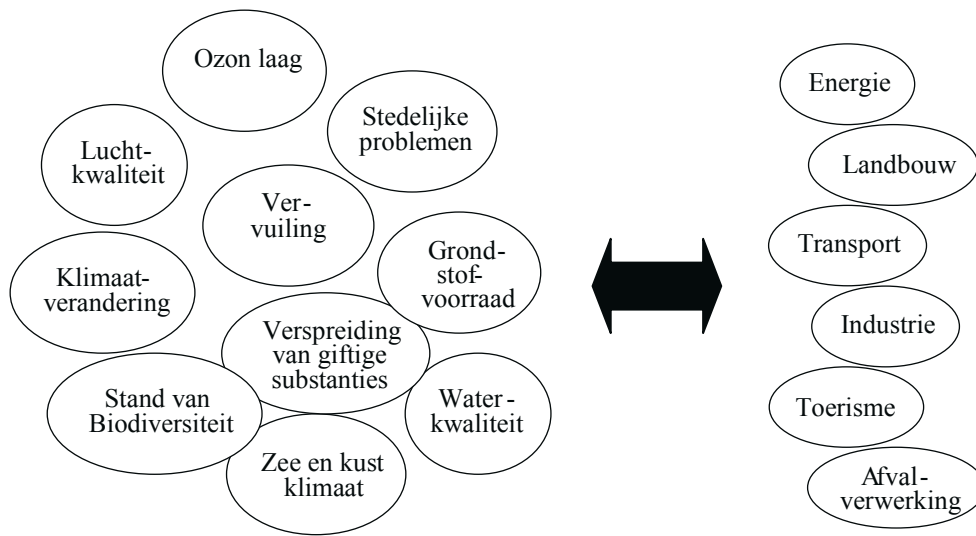 Ozon laag
Stedelijke
problemen
Lucht-
kwaliteit
Ver-
vuiling
Grond-
stof-
voorraad
Klimaat-
verandering
Verspreiding
van giftige
substanties
Stand van
Biodiversiteit
Water-
kwaliteit
Zee en kust
klimaat
Energie
Landbouw
Transport
Industrie
Toerisme
Afval-
verwerking